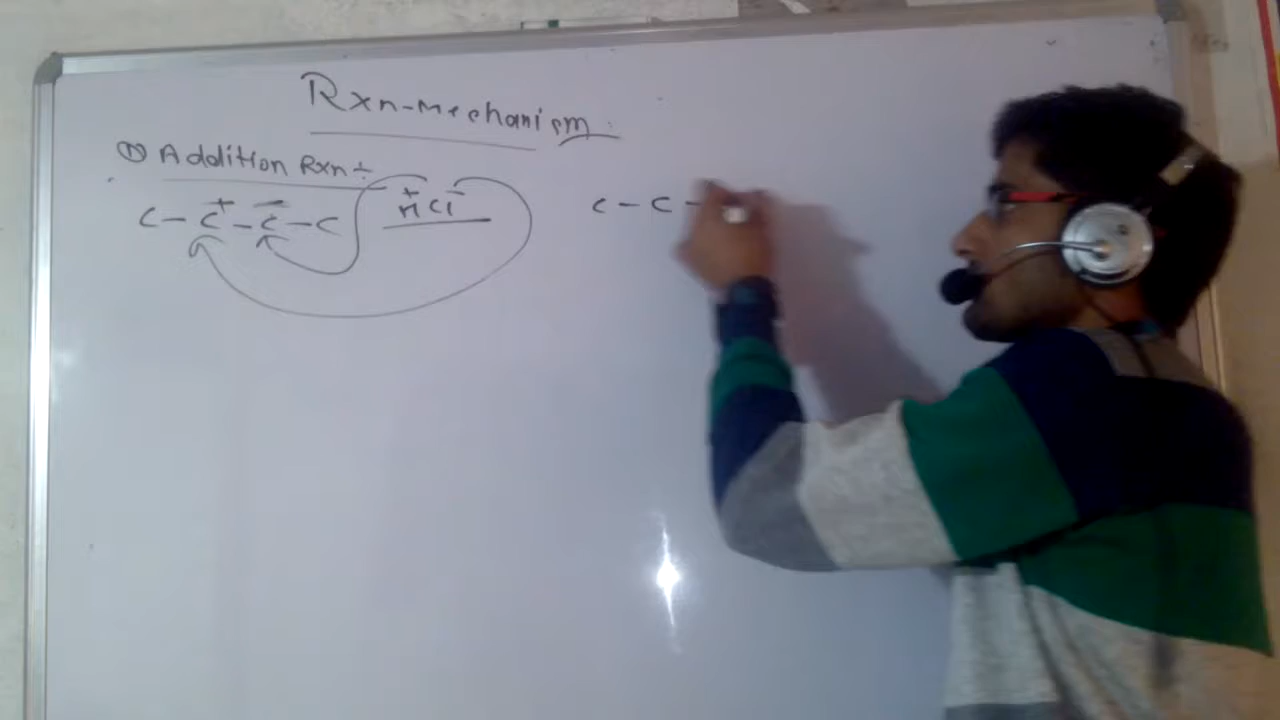 Rxn-mechanism
① Addition Rxn ÷
C - C⁺ - C⁻ - C H⁺Cl⁻ C - C -